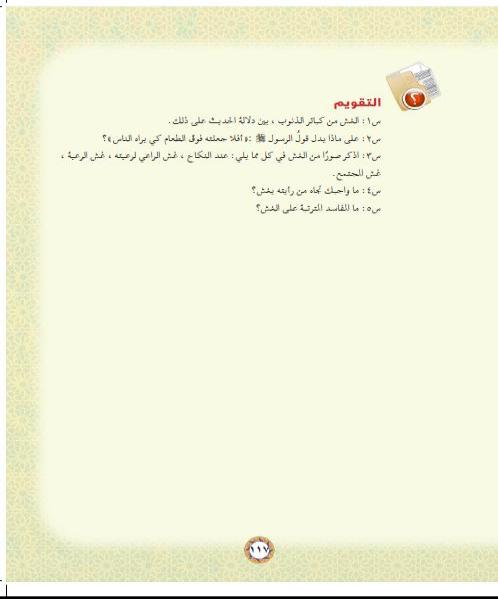 ؟
التقويم
س١: الغش من كبائر الذنوب ، بين دلالة الحديث على ذلك .
س٢: على ماذا يدل قولُ الرسول ﷺ :« أفلا جعلته فوق الطعام كي يراه الناس »؟
س٣: اذكر صورًا من الغش في كل مما يلي: عند النكاح ، غش الراعي لرعيته ، غش الرعية ،
غش المجتمع .
س٤: ما واجبك تجاه من رأيته يغش؟
س٥: ما المفاسد المترتبة على الغش؟
١١٧